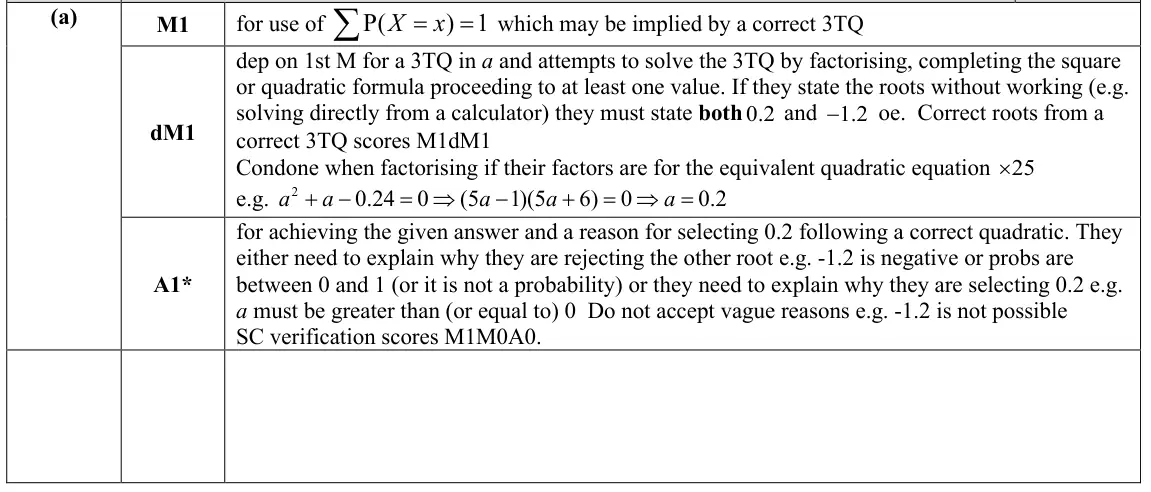 (a) M1 for use of ∑P(X = x) = 1 which may be implied by a correct 3TQ
dep on 1st M for a 3TQ in a and attempts to solve the 3TQ by factorising, completing the square
or quadratic formula proceeding to at least one value. If they state the roots without working (e.g.
solving directly from a calculator) they must state both 0.2 and −1.2 oe. Correct roots from a
dM1 correct 3TQ scores M1dM1
Condone when factorising if their factors are for the equivalent quadratic equation ×25
e.g. a² + a − 0.24 = 0 ⇒ (5a − 1)(5a + 6) = 0 ⇒ a = 0.2
for achieving the given answer and a reason for selecting 0.2 following a correct quadratic. They
either need to explain why they are rejecting the other root e.g. -1.2 is negative or probs are
A1* between 0 and 1 (or it is not a probability) or they need to explain why they are selecting 0.2 e.g.
a must be greater than (or equal to) 0 Do not accept vague reasons e.g. -1.2 is not possible
SC verification scores M1M0A0.